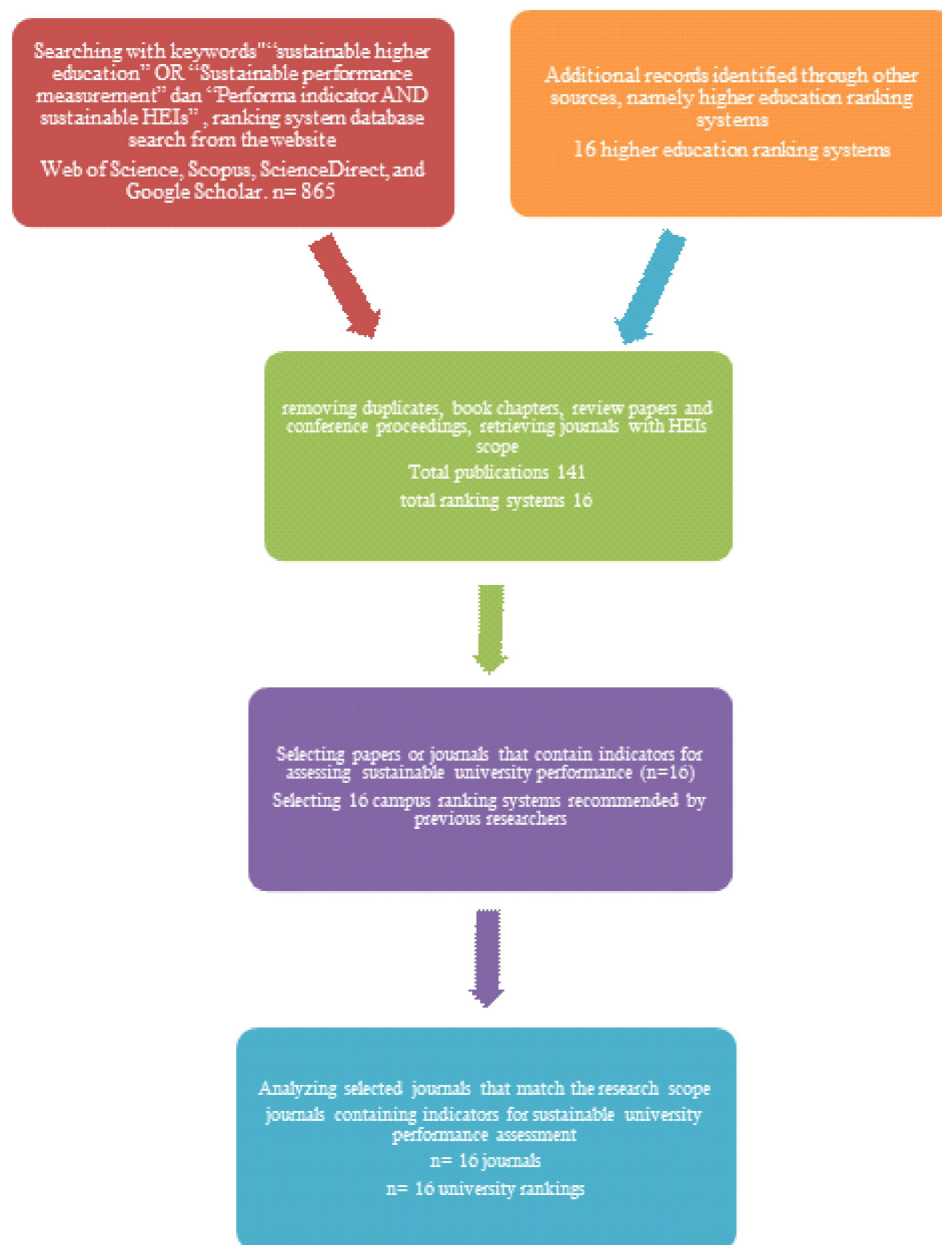 Searching with keywords"“sustainable higher
education” OR “Sustainable performance
measurement” dan “Performa indicator AND
sustainable HEIs” , ranking system database
search from the website
Web of Science, Scopus, ScienceDirect, and
Google Scholar. n= 865
Additional records identified through other
sources, namely higher education ranking
systems
16 higher education ranking systems
removing duplicates, book chapters, review papers and
conference proceedings, retrieving journals with HEIs
scope
Total publications 141
total ranking systems 16
Selecting papers or journals that contain indicators for
assessing sustainable university performance (n=16)
Selecting 16 campus ranking systems recommended by
previous researchers
Analyzing selected journals that match the research scope
journals containing indicators for sustainable university
performance assessment
n= 16 journals
n= 16 university rankings